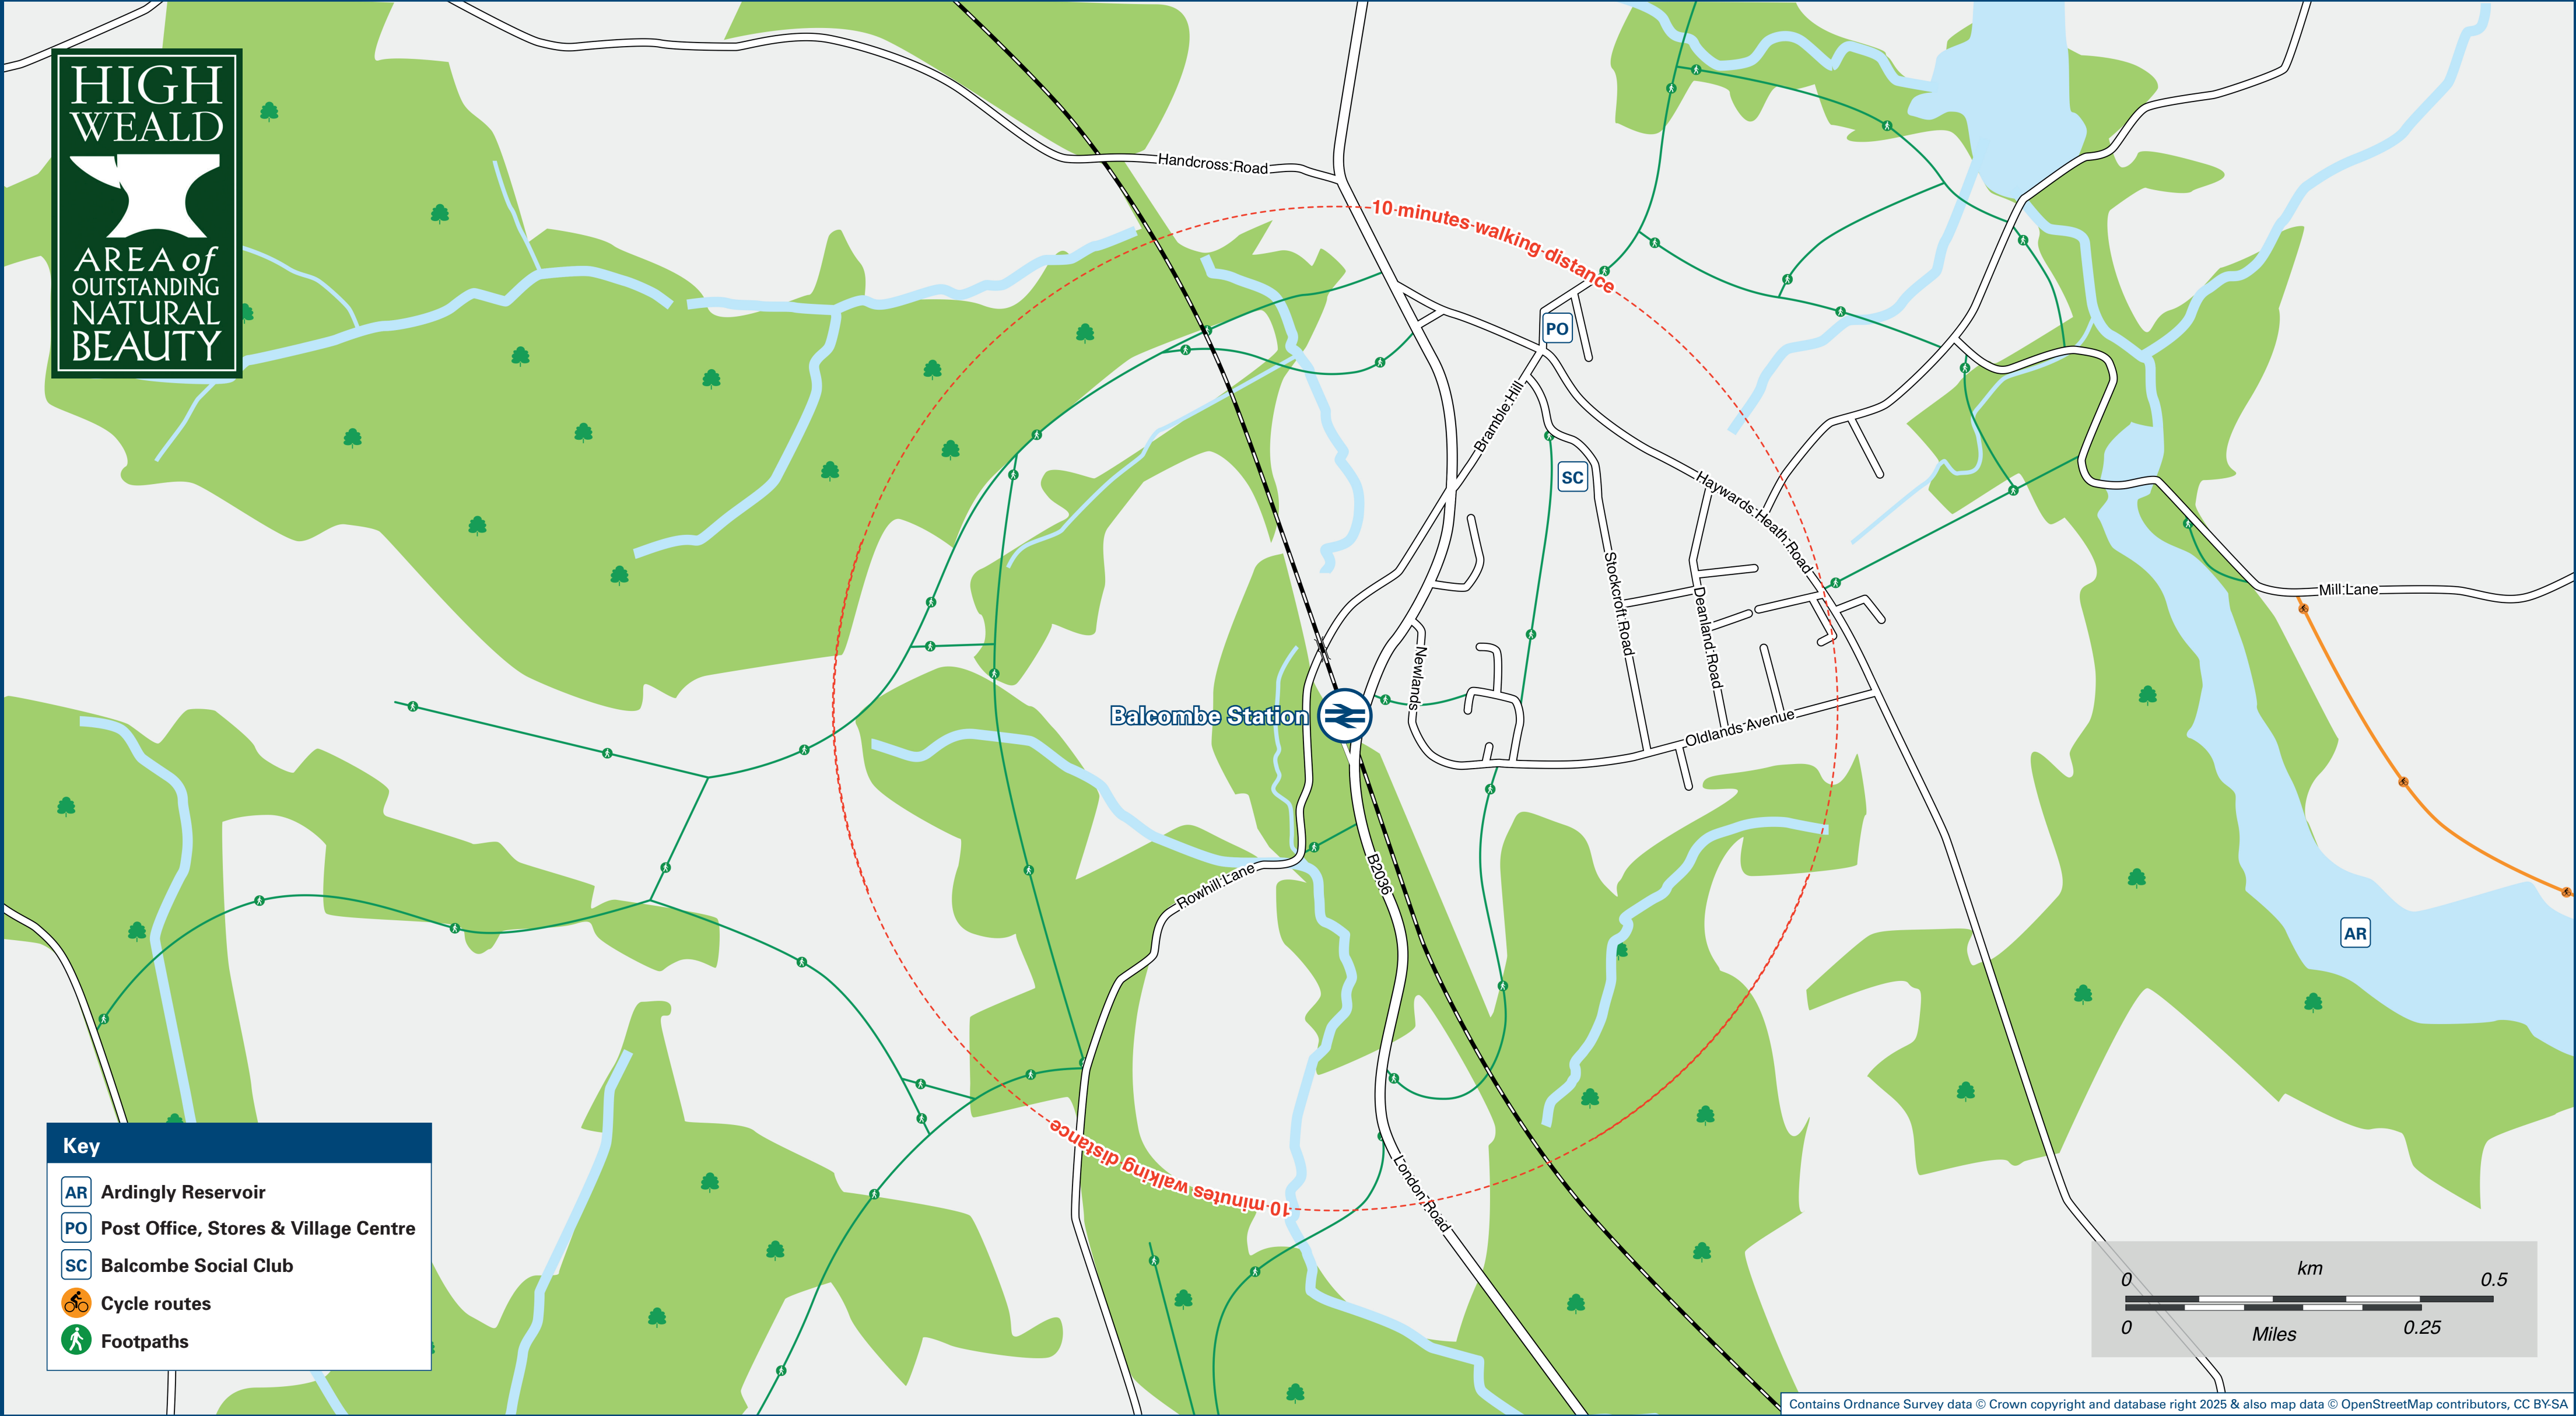 HIGH
WEALD
AREA of
OUTSTANDING
NATURAL
BEAUTY
Handcross Road
10 minutes walking distance
PO
Bramble Hill
SC
Haywards Heath Road
Stockcroft Road
Deanland Road
Mill Lane
Newlands
Balcombe Station
Oldlands Avenue
B2036
Rowhill Lane
AR
10 minutes walking distance
London Road
Key
AR Ardingly Reservoir
PO Post Office, Stores & Village Centre
SC Balcombe Social Club
Cycle routes
Footpaths
km
0 0.5
0 Miles 0.25
Contains Ordnance Survey data © Crown copyright and database right 2025 & also map data © OpenStreetMap contributors, CC BY-SA